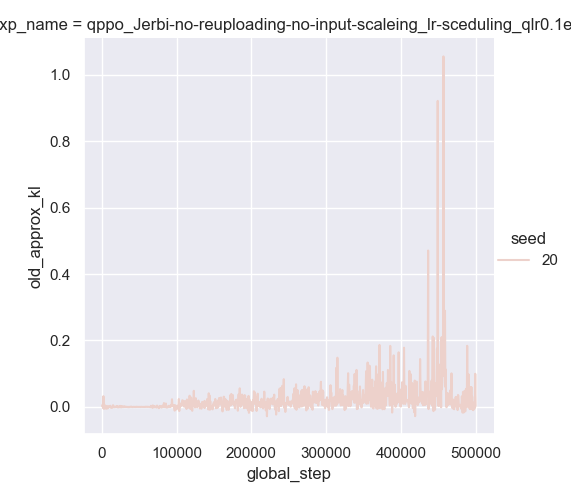 xp_name = qppo_Jerbi-no-reuploading-no-input-scaleing_lr-sceduling_qlr0.1e
1.0
0.8
0.6
0.4
0.2
0.0
old_approx_kl
0 100000 200000 300000 400000 500000
global_step
seed
20